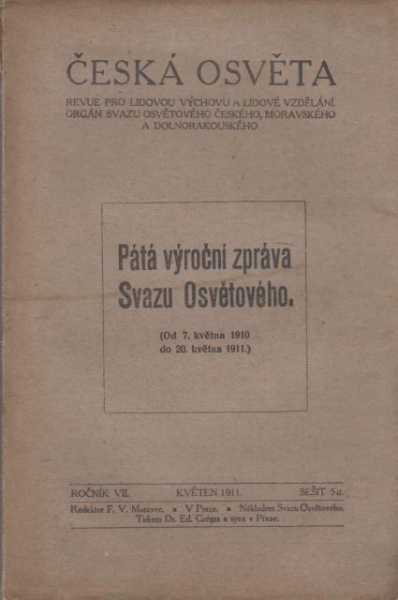 ČESKÁ OSVĚTA
REVUE PRO LIDOVOU VÝCHOVU A LIDOVÉ VZDĚLÁNÍ.
ORGÁN SVAZU OSVĚTOVÉHO ČESKÉHO, MORAVSKÉHO
A DOLNORAKOUSKÉHO
Pátá výroční zpráva
Svazu Osvětového.
(Od 7. května 1910
do 20. května 1911.)
ROČNÍK VII. KVĚTEN 1911. SEŠIT 5a.
Redaktor F. V. Moravec. ▪ V Praze. ▪ Nákladem Svazu Osvětového.
Tiskem Dr. Ed. Grégra a syna v Praze.